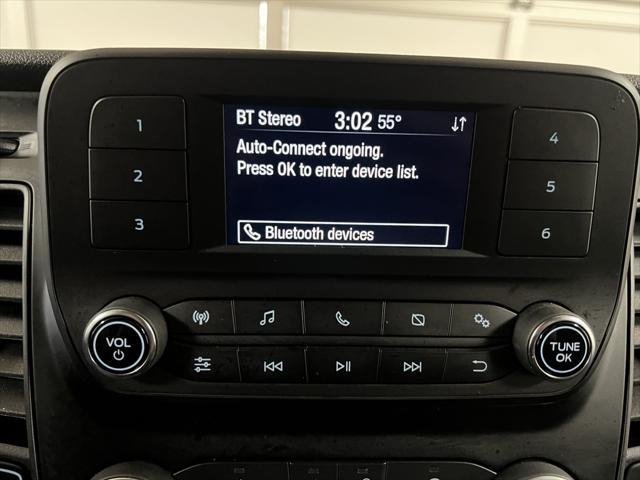 BT Stereo 3:02 55°
Auto-Connect ongoing.
Press OK to enter device list.
Bluetooth devices
1
2
3
4
5
6
VOL
TUNE
OK